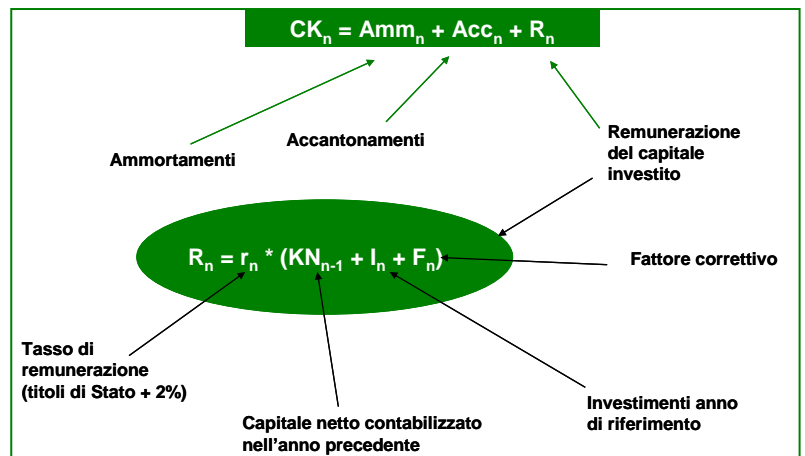 CKn = Ammn + Accn + Rn
Ammortamenti
Accantonamenti
Remunerazione
del capitale
investito
Rn = rn * (KNn-1 + In + Fn)
Fattore correttivo
Tasso di
remunerazione
(titoli di Stato + 2%)
Capitale netto contabilizzato
nell'anno precedente
Investimenti anno
di riferimento